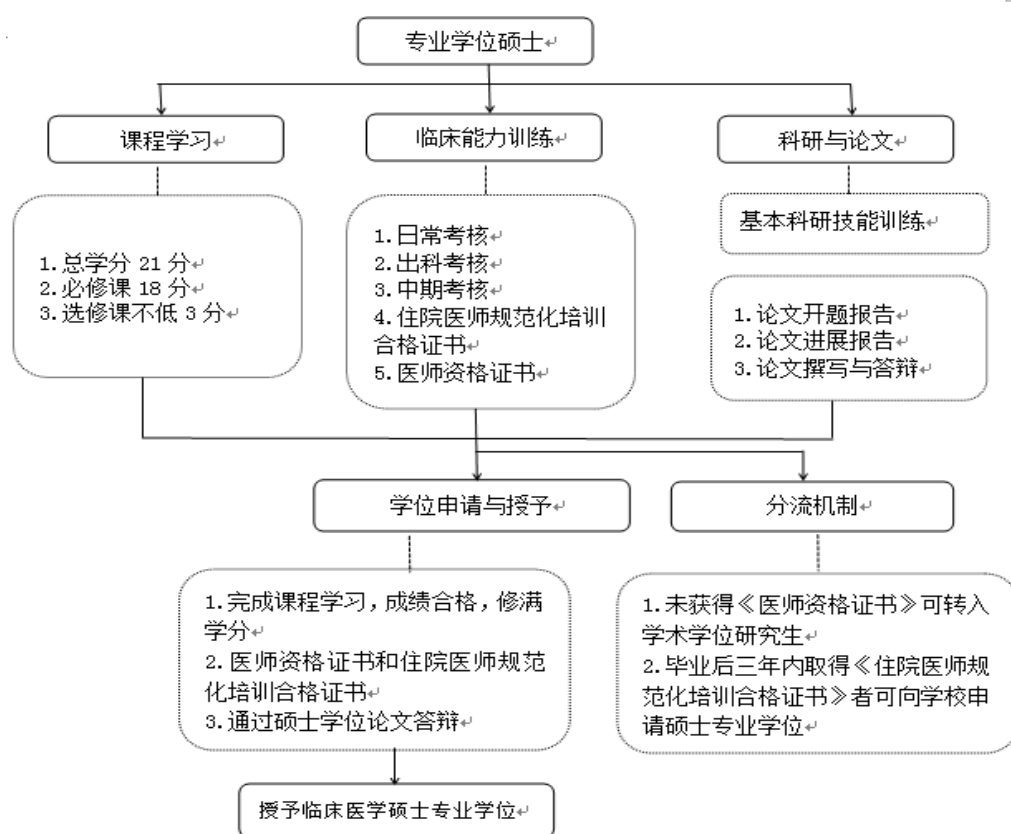 专业学位硕士
课程学习
临床能力训练
科研与论文
1.总学分 21 分
2.必修课 18 分
3.选修课不低 3 分
1.日常考核
2.出科考核
3.中期考核
4.住院医师规范化培训
合格证书
5.医师资格证书
基本科研技能训练
1.论文开题报告
2.论文进展报告
3.论文撰写与答辩
学位申请与授予
分流机制
1.完成课程学习，成绩合格，修满
学分
2.医师资格证书和住院医师规范
化培训合格证书
3.通过硕士学位论文答辩
1.未获得《医师资格证书》可转入
学术学位研究生
2.毕业后三年内取得《住院医师规
范化培训合格证书》者可向学校申
请硕士专业学位
授予临床医学硕士专业学位